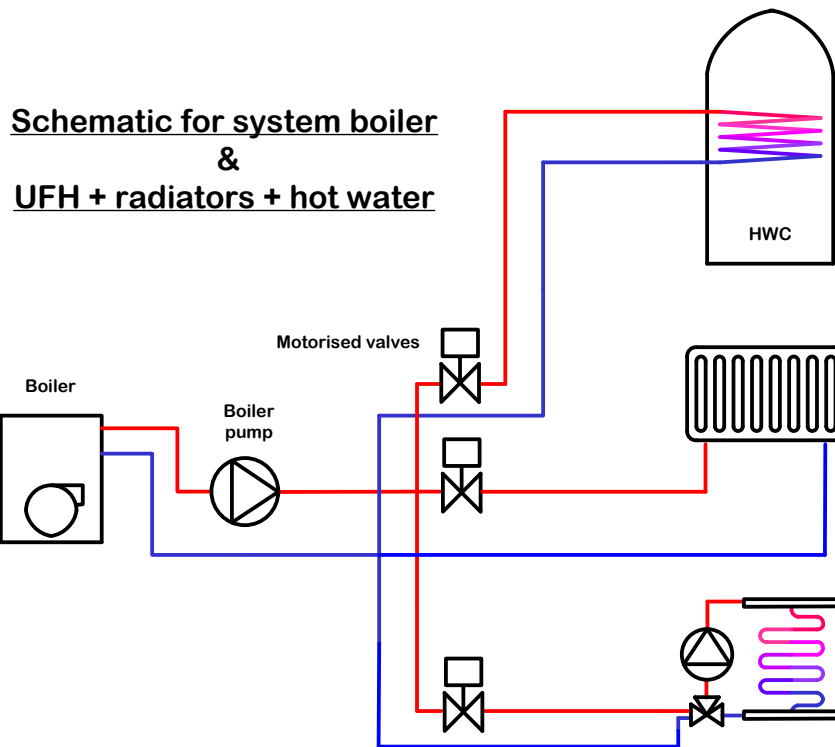 Schematic for system boiler
&
UFH + radiators + hot water
HWC
Motorised valves
Boiler
Boiler
pump